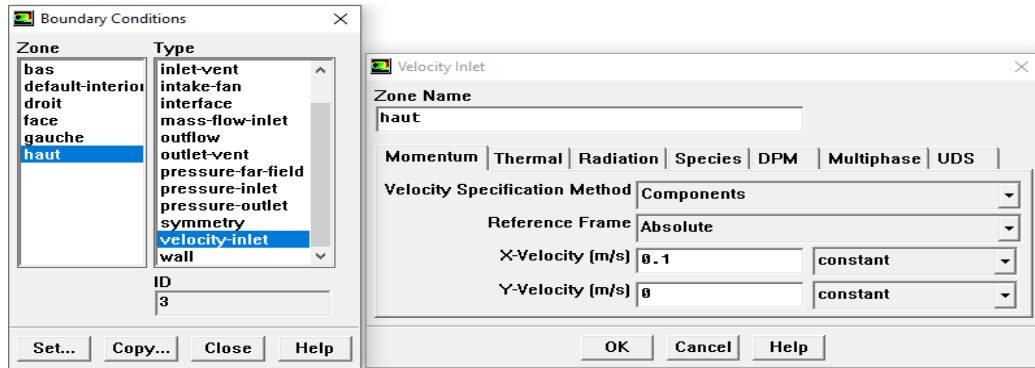 Boundary Conditions
Zone
bas
default-interior
droit
face
gauche
haut
Type
inlet-vent
intake-fan
interface
mass-flow-inlet
outflow
outlet-vent
pressure-far-field
pressure-inlet
pressure-outlet
symmetry
velocity-inlet
wall
ID
3
Set... Copy... Close Help
Velocity Inlet
Zone Name
haut
Momentum Thermal Radiation Species DPM Multiphase UDS
Velocity Specification Method Components
Reference Frame Absolute
X-Velocity (m/s) 0.1 constant
Y-Velocity (m/s) 0 constant
OK Cancel Help